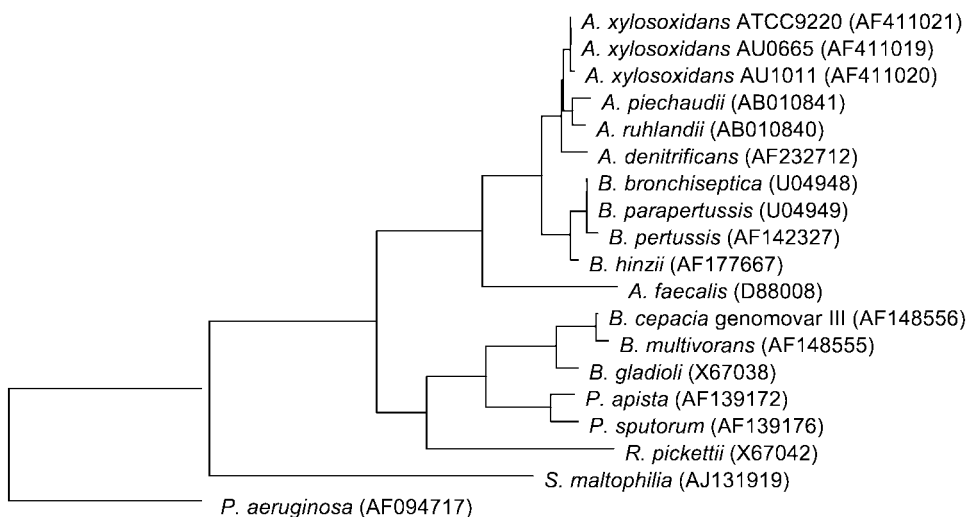 A. xylosoxidans ATCC9220 (AF411021)
A. xylosoxidans AU0665 (AF411019)
A. xylosoxidans AU1011 (AF411020)
A. piechaudii (AB010841)
A. ruhlandii (AB010840)
A. denitrificans (AF232712)
B. bronchiseptica (U04948)
B. parapertussis (U04949)
B. pertussis (AF142327)
B. hinzii (AF177667)
A. faecalis (D88008)
B. cepacia genomovar III (AF148556)
B. multivorans (AF148555)
B. gladioli (X67038)
P. apista (AF139172)
P. sputorum (AF139176)
R. pickettii (X67042)
S. maltophilia (AJ131919)
P. aeruginosa (AF094717)